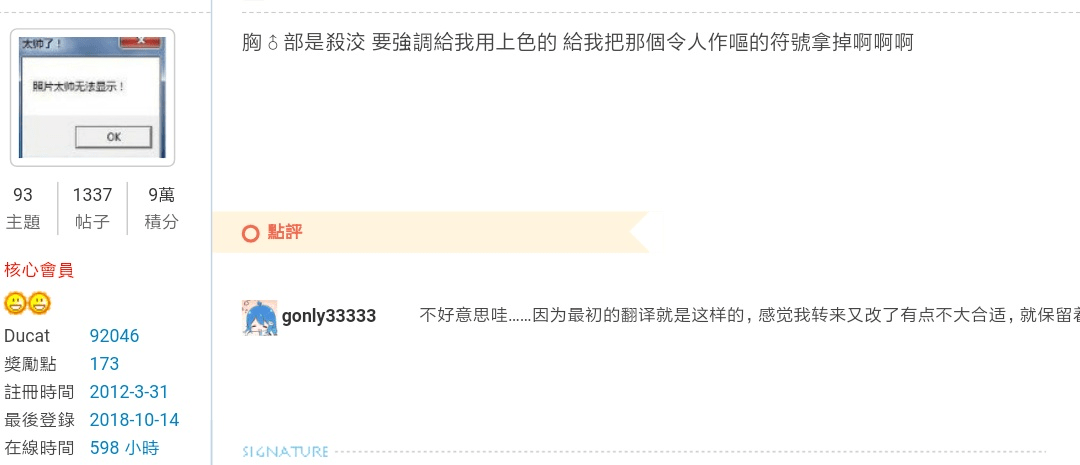 太帅了！
照片太帅无法显示！
OK
93 1337 9萬
主題 帖子 積分
核心會員
Ducat 92046
獎勵點 173
註冊時間 2012-3-31
最後登錄 2018-10-14
在線時間 598 小時
胸♂部是殺洨 要強調給我用上色的 給我把那個令人作嘔的符號拿掉啊啊啊
點評
gonly33333 不好意思哇……因为最初的翻译就是这样的，感觉我转来又改了有点不大合适，就保留着
SIGNATURE